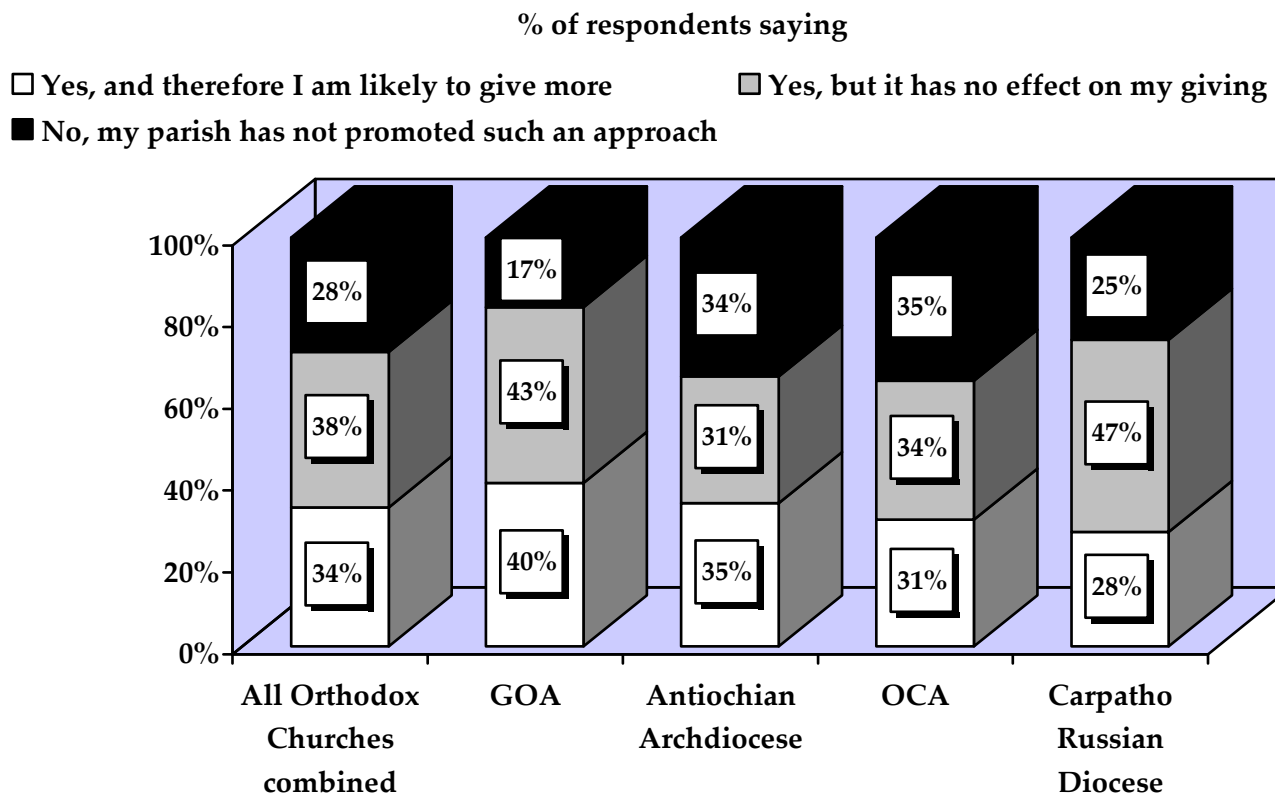 % of respondents saying
Yes, and therefore I am likely to give more
Yes, but it has no effect on my giving
No, my parish has not promoted such an approach
100%
80%
60%
40%
20%
0%
28%
17%
34%
35%
25%
38%
43%
31%
34%
47%
34%
40%
35%
31%
28%
All Orthodox
Churches
combined
GOA
Antiochian
Archdiocese
OCA
Carpatho
Russian
Diocese